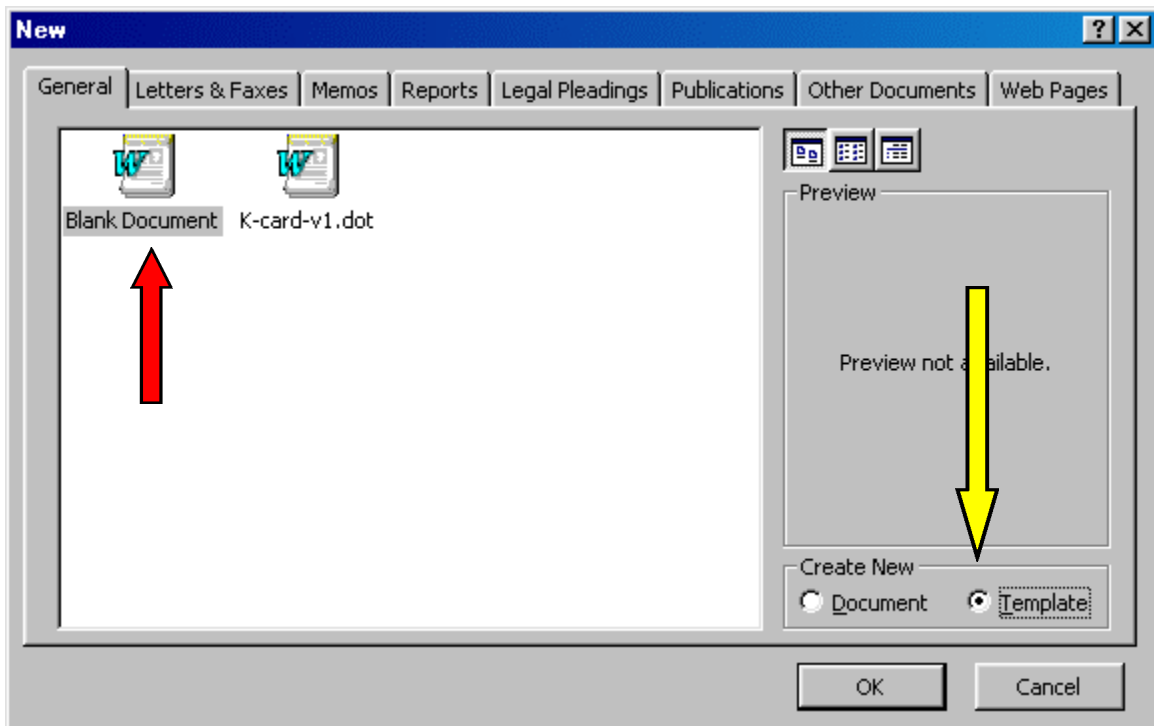 New
General Letters & Faxes Memos Reports Legal Pleadings Publications Other Documents Web Pages
Blank Document K-card-v1.dot
Preview
Preview not available.
Create New
Document Template
OK Cancel